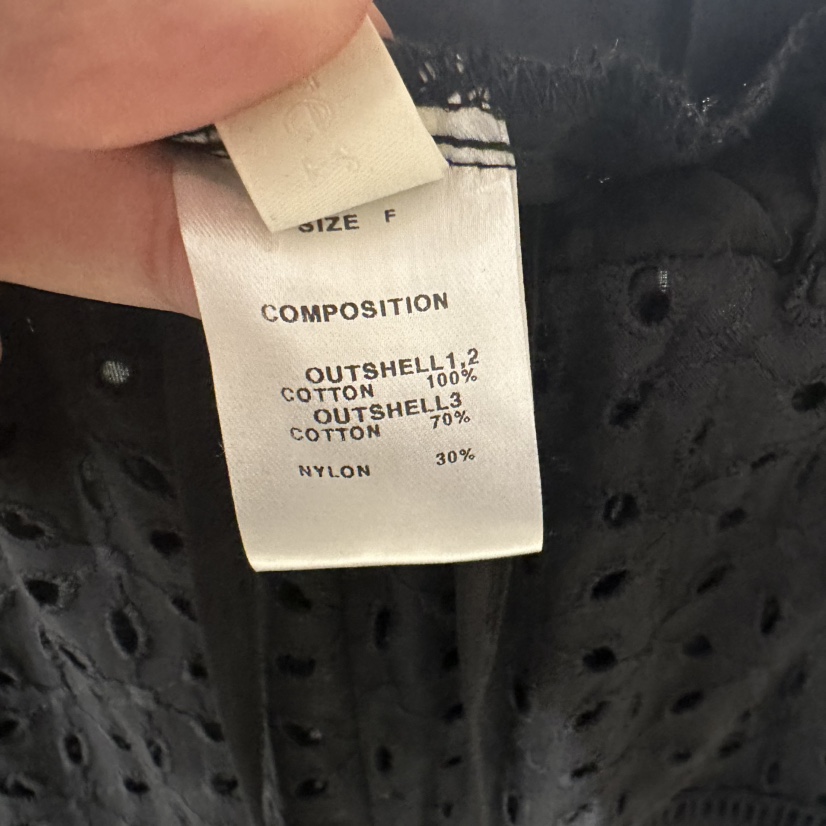 SIZE F
COMPOSITION
OUTSHELL1,2
COTTON 100%
OUTSHELL3
COTTON 70%
NYLON 30%